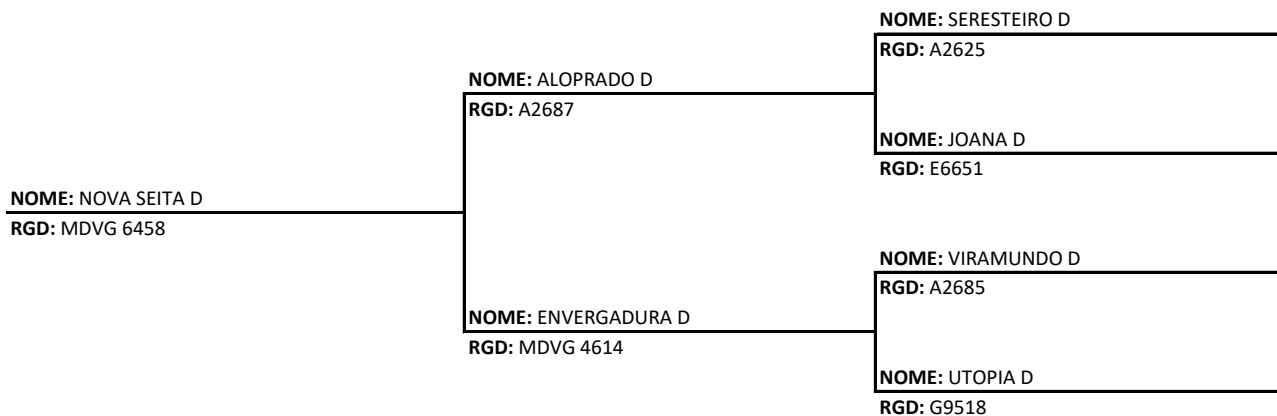 NOME: SERESTEIRO D
RGD: A2625
NOME: ALOPRADO D
RGD: A2687
NOME: JOANA D
RGD: E6651
NOME: NOVA SEITA D
RGD: MDVG 6458
NOME: VIRAMUNDO D
RGD: A2685
NOME: ENVERGADURA D
RGD: MDVG 4614
NOME: UTOPIA D
RGD: G9518